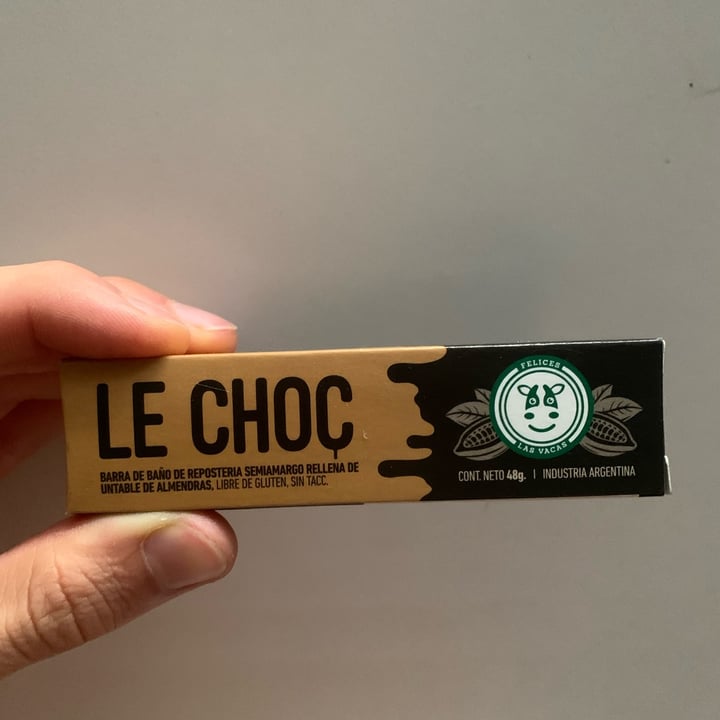 LE CHOÇ
BARRA DE BAÑO DE REPOSTERIA SEMIAMARGO RELLENA DE
UNTABLE DE ALMENDRAS, LIBRE DE GLUTEN, SIN TACC.
FELICES
LAS VACAS
CONT. NETO 48g. | INDUSTRIA ARGENTINA